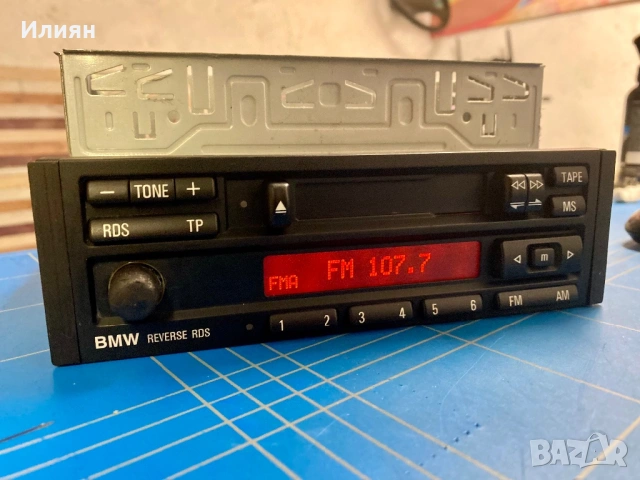 Илиян
− TONE +
TAPE
MS
RDS TP
FMA FM 107.7
m
1 2 3 4 5 6
FM AM
BMW REVERSE RDS
BAZAR